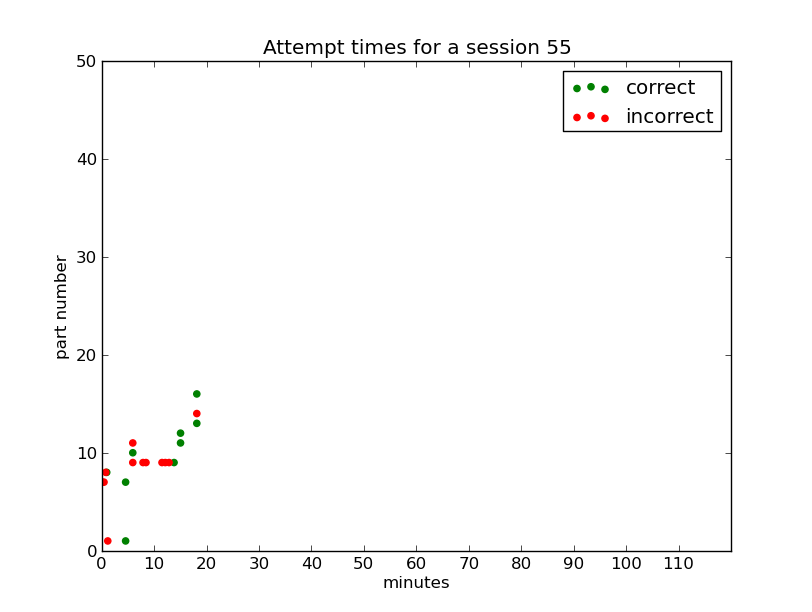 Attempt times for a session 55
correct
incorrect
50
40
30
20
10
0
part number
0 10 20 30 40 50 60 70 80 90 100 110
minutes